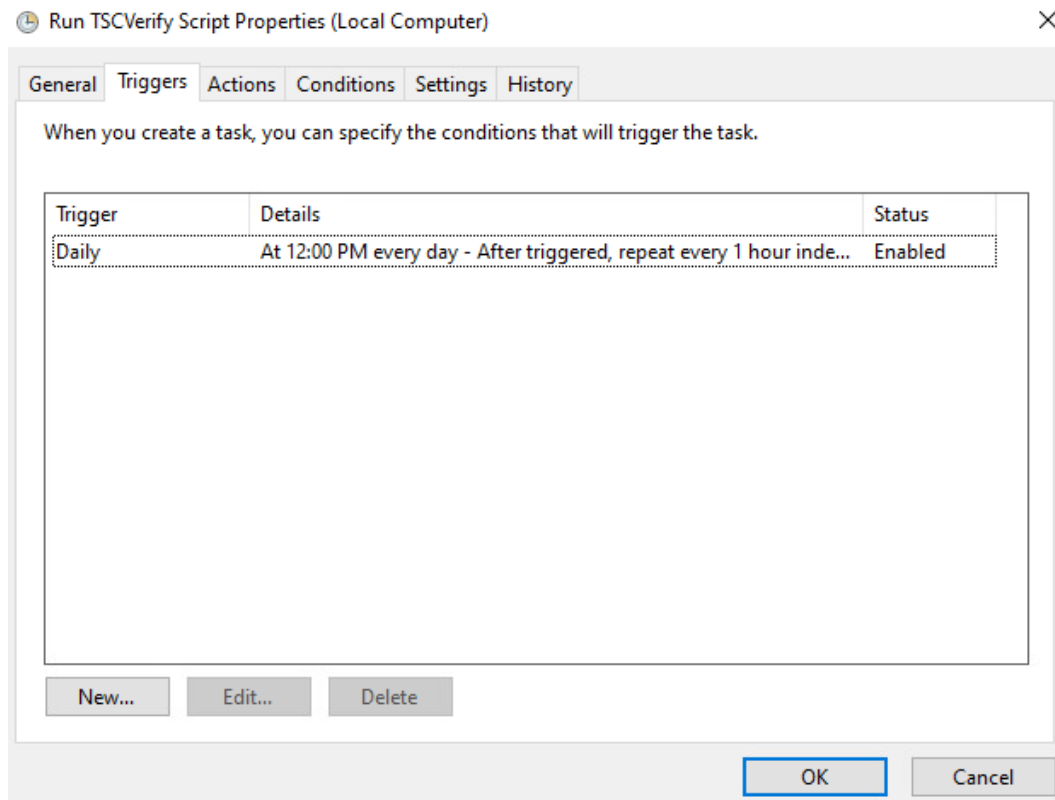 Run TSCVerify Script Properties (Local Computer)
General Triggers Actions Conditions Settings History
When you create a task, you can specify the conditions that will trigger the task.
Trigger Details Status
Daily At 12:00 PM every day - After triggered, repeat every 1 hour inde... Enabled
New... Edit... Delete
OK Cancel